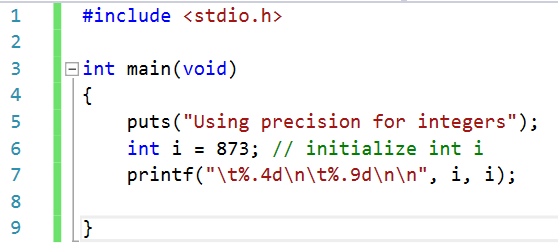 1 #include <stdio.h>
2
3 int main(void)
4 {
5 puts("Using precision for integers");
6 int i = 873; // initialize int i
7 printf("\t%.4d\n\t%.9d\n\n", i, i);
8
9 }